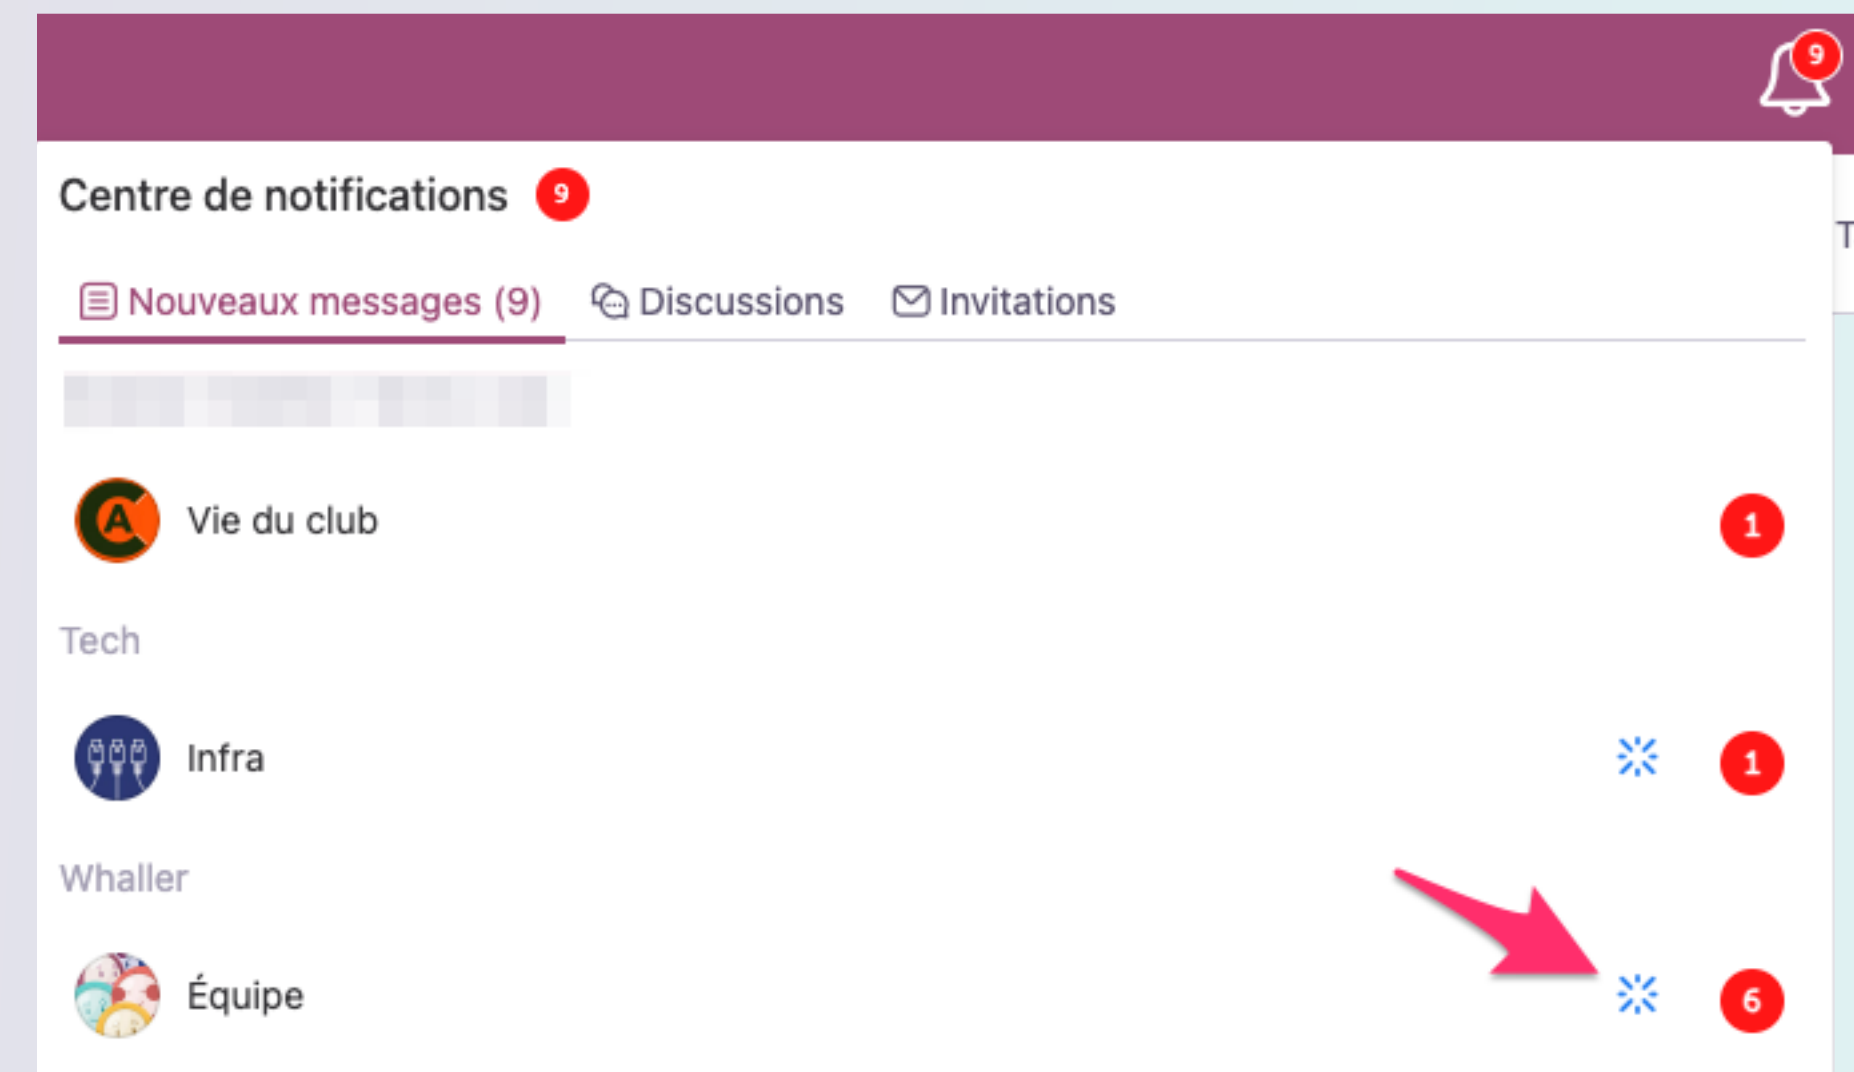 9
Centre de notifications 9
T
Nouveaux messages (9) Discussions Invitations
Vie du club 1
Tech
Infra 1
Whaller
Équipe 6